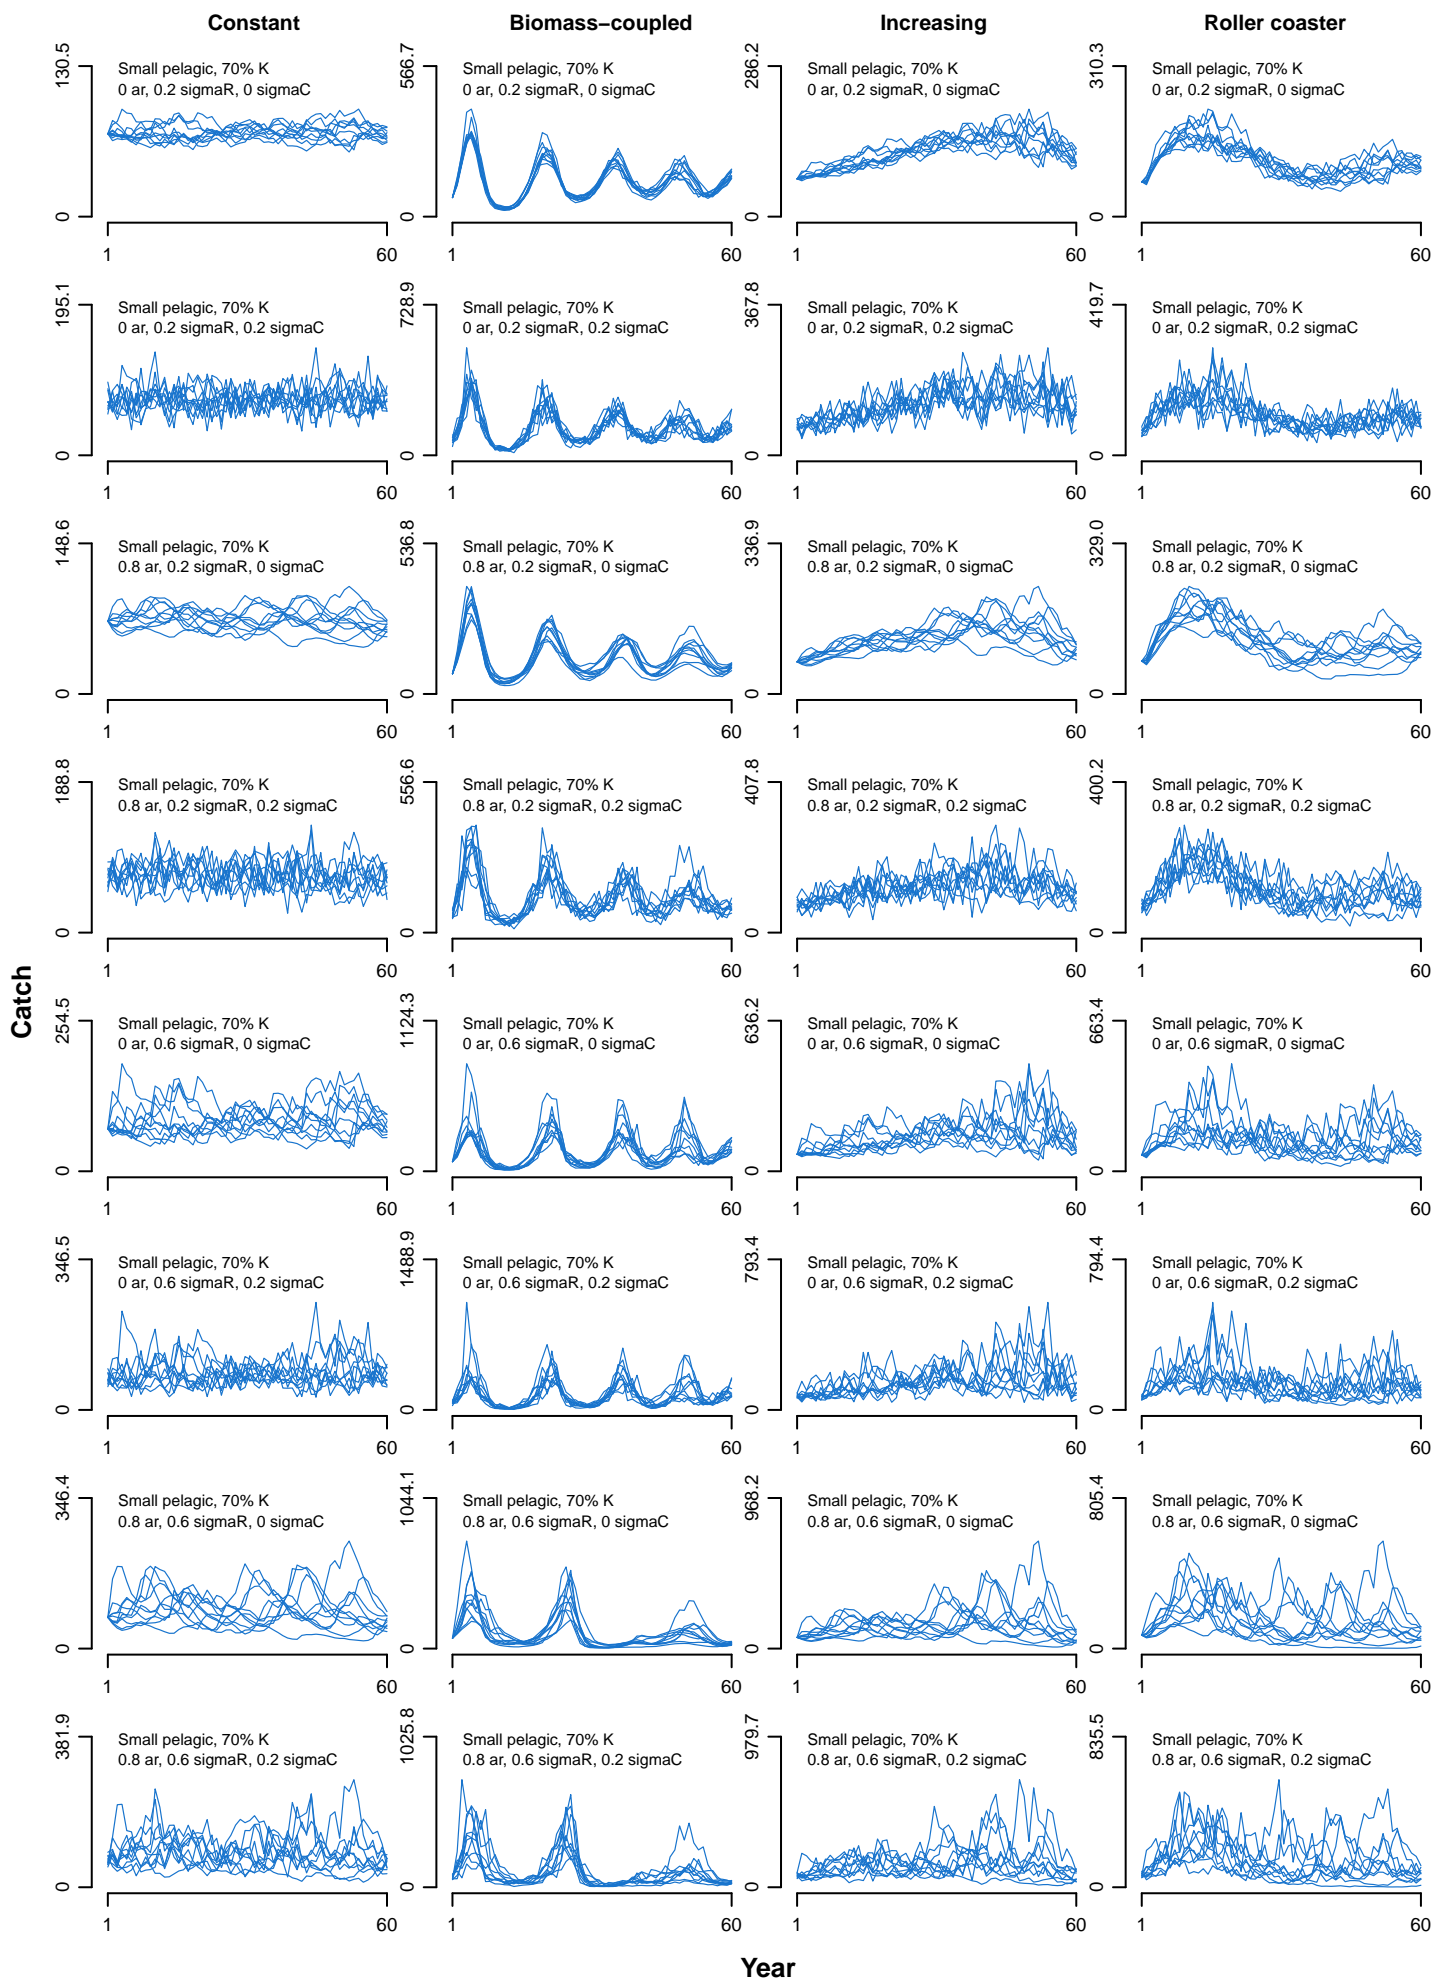 Constant
Biomass–coupled
Increasing
Roller coaster
130.5
Small pelagic, 70% K
0 ar, 0.2 sigmaR, 0 sigmaC
0
1
60
566.7
Small pelagic, 70% K
0 ar, 0.2 sigmaR, 0 sigmaC
0
1
60
286.2
Small pelagic, 70% K
0 ar, 0.2 sigmaR, 0 sigmaC
0
1
60
310.3
Small pelagic, 70% K
0 ar, 0.2 sigmaR, 0 sigmaC
0
1
60
195.1
Small pelagic, 70% K
0 ar, 0.2 sigmaR, 0.2 sigmaC
0
1
60
728.9
Small pelagic, 70% K
0 ar, 0.2 sigmaR, 0.2 sigmaC
0
1
60
367.8
Small pelagic, 70% K
0 ar, 0.2 sigmaR, 0.2 sigmaC
0
1
60
419.7
Small pelagic, 70% K
0 ar, 0.2 sigmaR, 0.2 sigmaC
0
1
60
148.6
Small pelagic, 70% K
0.8 ar, 0.2 sigmaR, 0 sigmaC
0
1
60
536.8
Small pelagic, 70% K
0.8 ar, 0.2 sigmaR, 0 sigmaC
0
1
60
336.9
Small pelagic, 70% K
0.8 ar, 0.2 sigmaR, 0 sigmaC
0
1
60
329.0
Small pelagic, 70% K
0.8 ar, 0.2 sigmaR, 0 sigmaC
0
1
60
188.8
Small pelagic, 70% K
0.8 ar, 0.2 sigmaR, 0.2 sigmaC
0
1
60
556.6
Small pelagic, 70% K
0.8 ar, 0.2 sigmaR, 0.2 sigmaC
0
1
60
407.8
Small pelagic, 70% K
0.8 ar, 0.2 sigmaR, 0.2 sigmaC
0
1
60
400.2
Small pelagic, 70% K
0.8 ar, 0.2 sigmaR, 0.2 sigmaC
0
1
60
Catch
254.5
Small pelagic, 70% K
0 ar, 0.6 sigmaR, 0 sigmaC
0
1
60
1124.3
Small pelagic, 70% K
0 ar, 0.6 sigmaR, 0 sigmaC
0
1
60
636.2
Small pelagic, 70% K
0 ar, 0.6 sigmaR, 0 sigmaC
0
1
60
663.4
Small pelagic, 70% K
0 ar, 0.6 sigmaR, 0 sigmaC
0
1
60
346.5
Small pelagic, 70% K
0 ar, 0.6 sigmaR, 0.2 sigmaC
0
1
60
1488.9
Small pelagic, 70% K
0 ar, 0.6 sigmaR, 0.2 sigmaC
0
1
60
793.4
Small pelagic, 70% K
0 ar, 0.6 sigmaR, 0.2 sigmaC
0
1
60
794.4
Small pelagic, 70% K
0 ar, 0.6 sigmaR, 0.2 sigmaC
0
1
60
346.4
Small pelagic, 70% K
0.8 ar, 0.6 sigmaR, 0 sigmaC
0
1
60
1044.1
Small pelagic, 70% K
0.8 ar, 0.6 sigmaR, 0 sigmaC
0
1
60
968.2
Small pelagic, 70% K
0.8 ar, 0.6 sigmaR, 0 sigmaC
0
1
60
805.4
Small pelagic, 70% K
0.8 ar, 0.6 sigmaR, 0 sigmaC
0
1
60
381.9
Small pelagic, 70% K
0.8 ar, 0.6 sigmaR, 0.2 sigmaC
0
1
60
1025.8
Small pelagic, 70% K
0.8 ar, 0.6 sigmaR, 0.2 sigmaC
0
1
60
979.7
Small pelagic, 70% K
0.8 ar, 0.6 sigmaR, 0.2 sigmaC
0
1
60
835.5
Small pelagic, 70% K
0.8 ar, 0.6 sigmaR, 0.2 sigmaC
0
1
60
Year